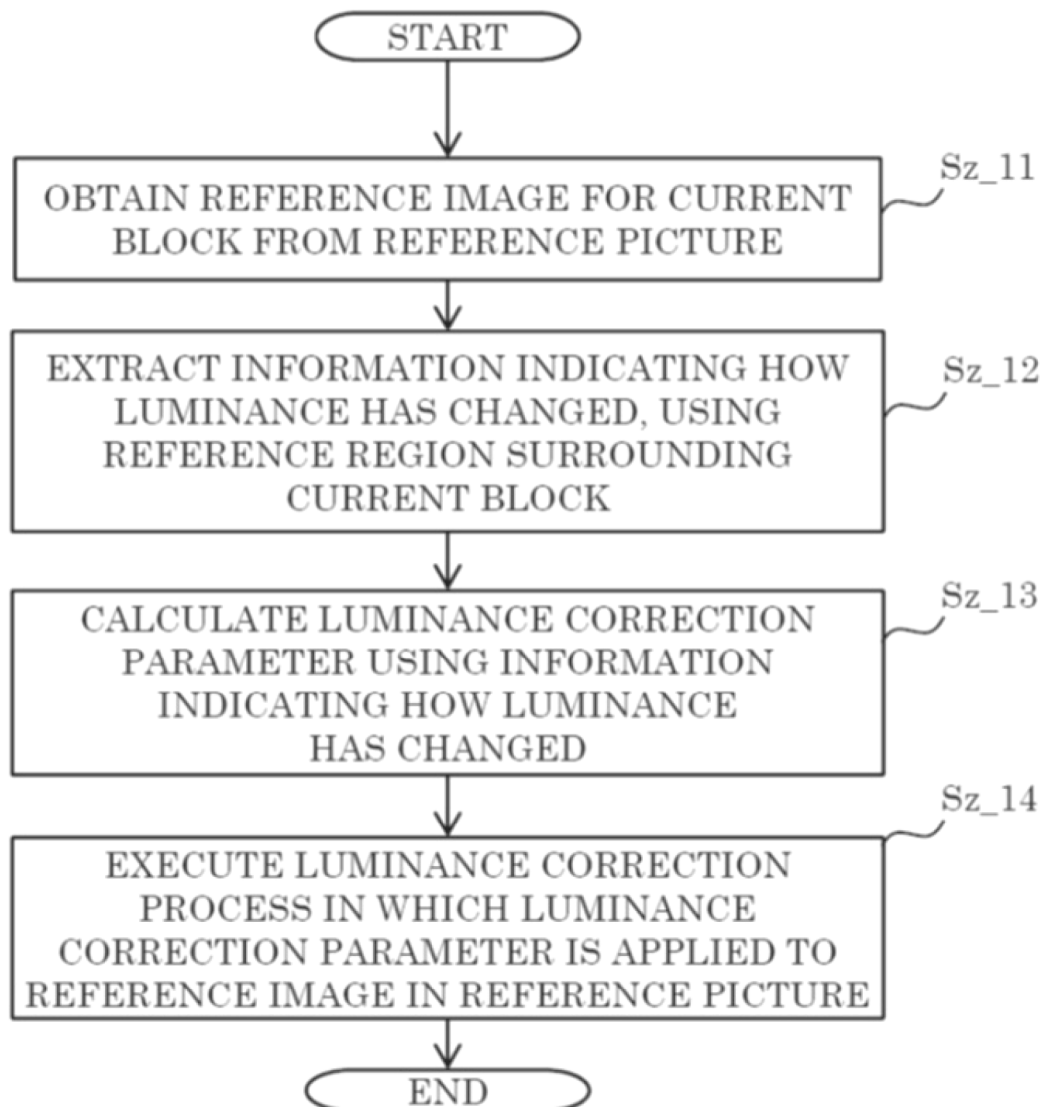 START
Sz_11
OBTAIN REFERENCE IMAGE FOR CURRENT
BLOCK FROM REFERENCE PICTURE
Sz_12
EXTRACT INFORMATION INDICATING HOW
LUMINANCE HAS CHANGED, USING
REFERENCE REGION SURROUNDING
CURRENT BLOCK
Sz_13
CALCULATE LUMINANCE CORRECTION
PARAMETER USING INFORMATION
INDICATING HOW LUMINANCE
HAS CHANGED
Sz_14
EXECUTE LUMINANCE CORRECTION
PROCESS IN WHICH LUMINANCE
CORRECTION PARAMETER IS APPLIED TO
REFERENCE IMAGE IN REFERENCE PICTURE
END